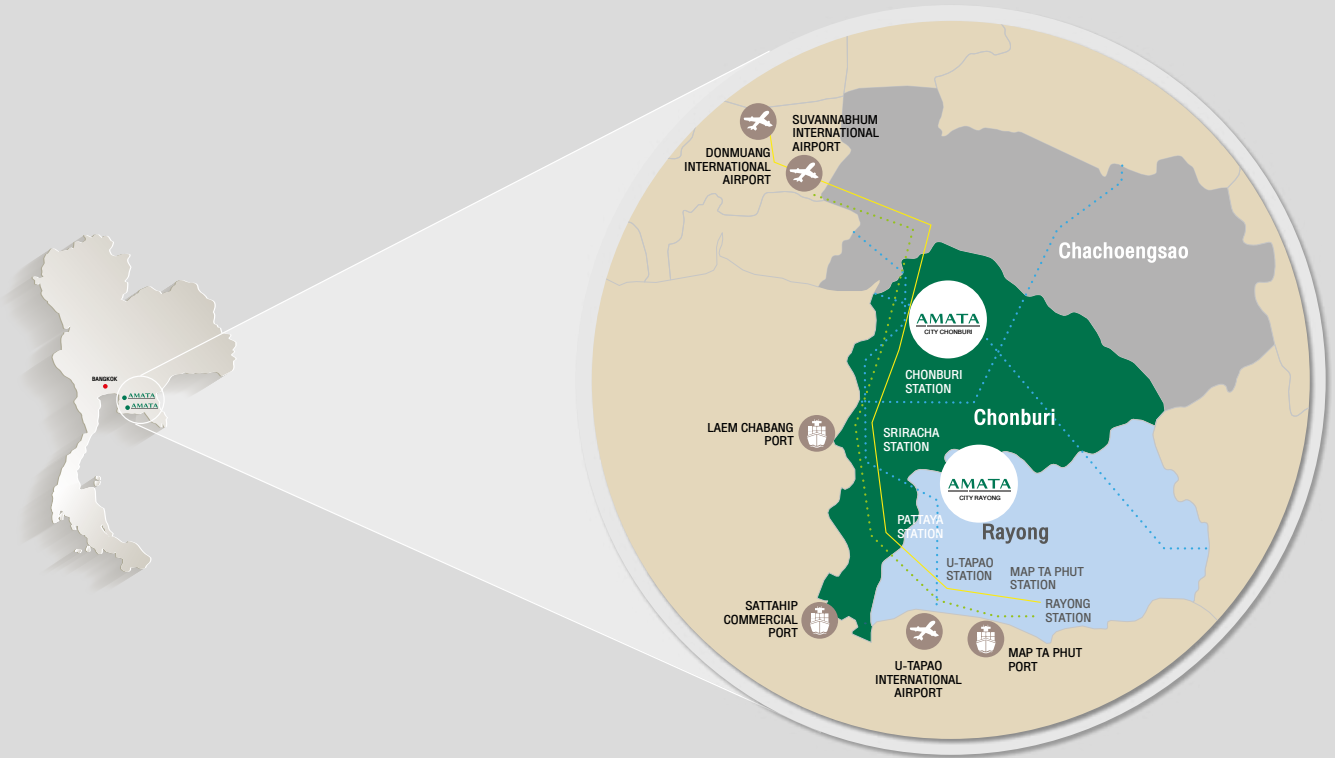 BANGKOK
AMATA
AMATA
SUVANNABHUM
INTERNATIONAL
AIRPORT
DONMUANG
INTERNATIONAL
AIRPORT
Chachoengsao
AMATA
CITY CHONBURI
CHONBURI
STATION
Chonburi
LAEM CHABANG
PORT
SRIRACHA
STATION
AMATA
CITY RAYONG
PATTAYA
STATION
Rayong
U-TAPAO
STATION
MAP TA PHUT
STATION
RAYONG
STATION
SATTAHIP
COMMERCIAL
PORT
U-TAPAO
INTERNATIONAL
AIRPORT
MAP TA PHUT
PORT